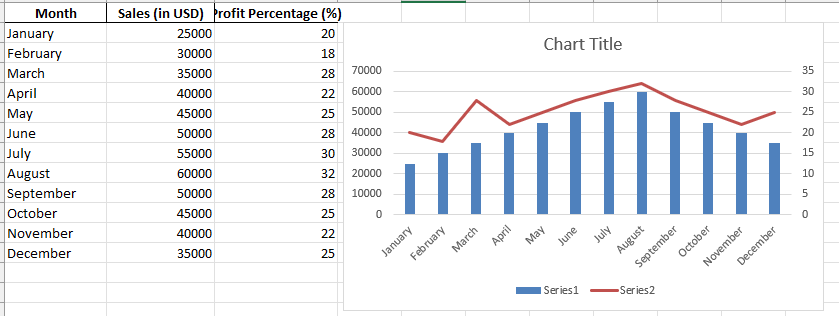 Month Sales (in USD) Profit Percentage (%)
January 25000 20
February 30000 18
March 35000 28
April 40000 22
May 45000 25
June 50000 28
July 55000 30
August 60000 32
September 50000 28
October 45000 25
November 40000 22
December 35000 25
Chart Title
70000 35
60000 30
50000 25
40000 20
30000 15
20000 10
10000 5
0 0
January February March April May June July August September October November December
Series1 Series2